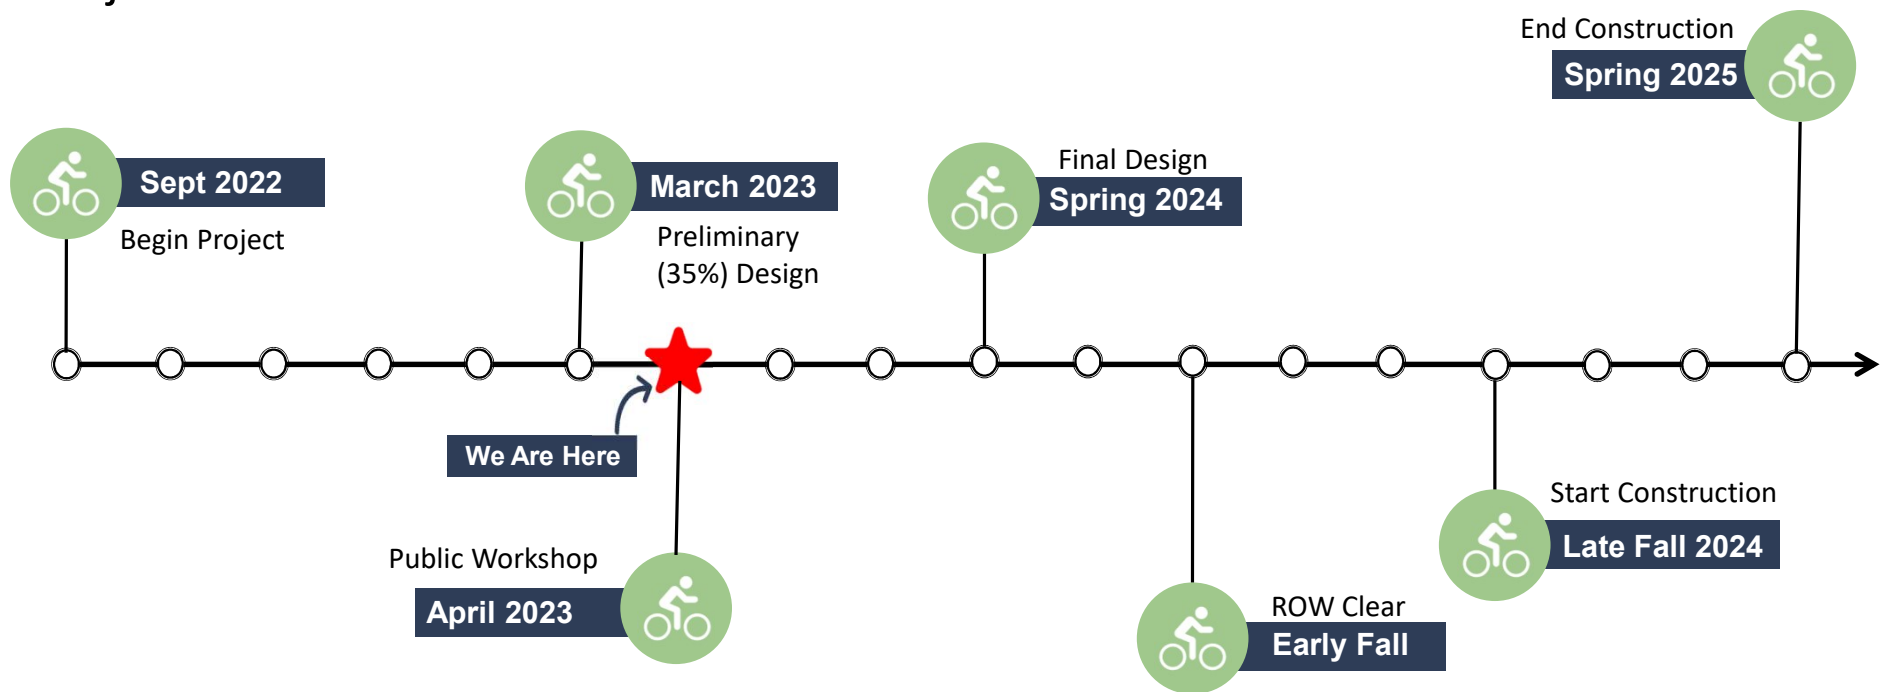 Sept 2022
Begin Project
March 2023
Preliminary
(35%) Design
Final Design
Spring 2024
End Construction
Spring 2025
We Are Here
Public Workshop
April 2023
ROW Clear
Early Fall
Start Construction
Late Fall 2024